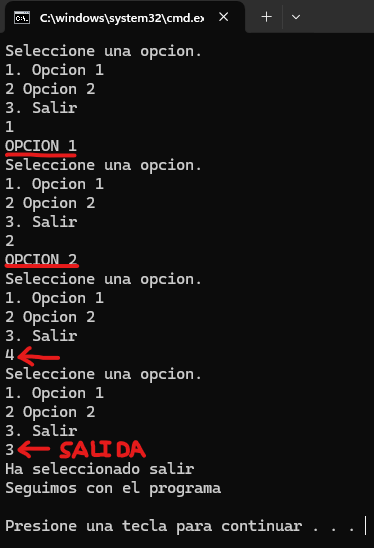 C:\windows\system32\cmd.ex
Seleccione una opcion.
1. Opcion 1
2 Opcion 2
3. Salir
1
OPCION 1
Seleccione una opcion.
1. Opcion 1
2 Opcion 2
3. Salir
2
OPCION 2
Seleccione una opcion.
1. Opcion 1
2 Opcion 2
3. Salir
4
Seleccione una opcion.
1. Opcion 1
2 Opcion 2
3. Salir
3 SALIDA
Ha seleccionado salir
Seguimos con el programa
Presione una tecla para continuar . . .